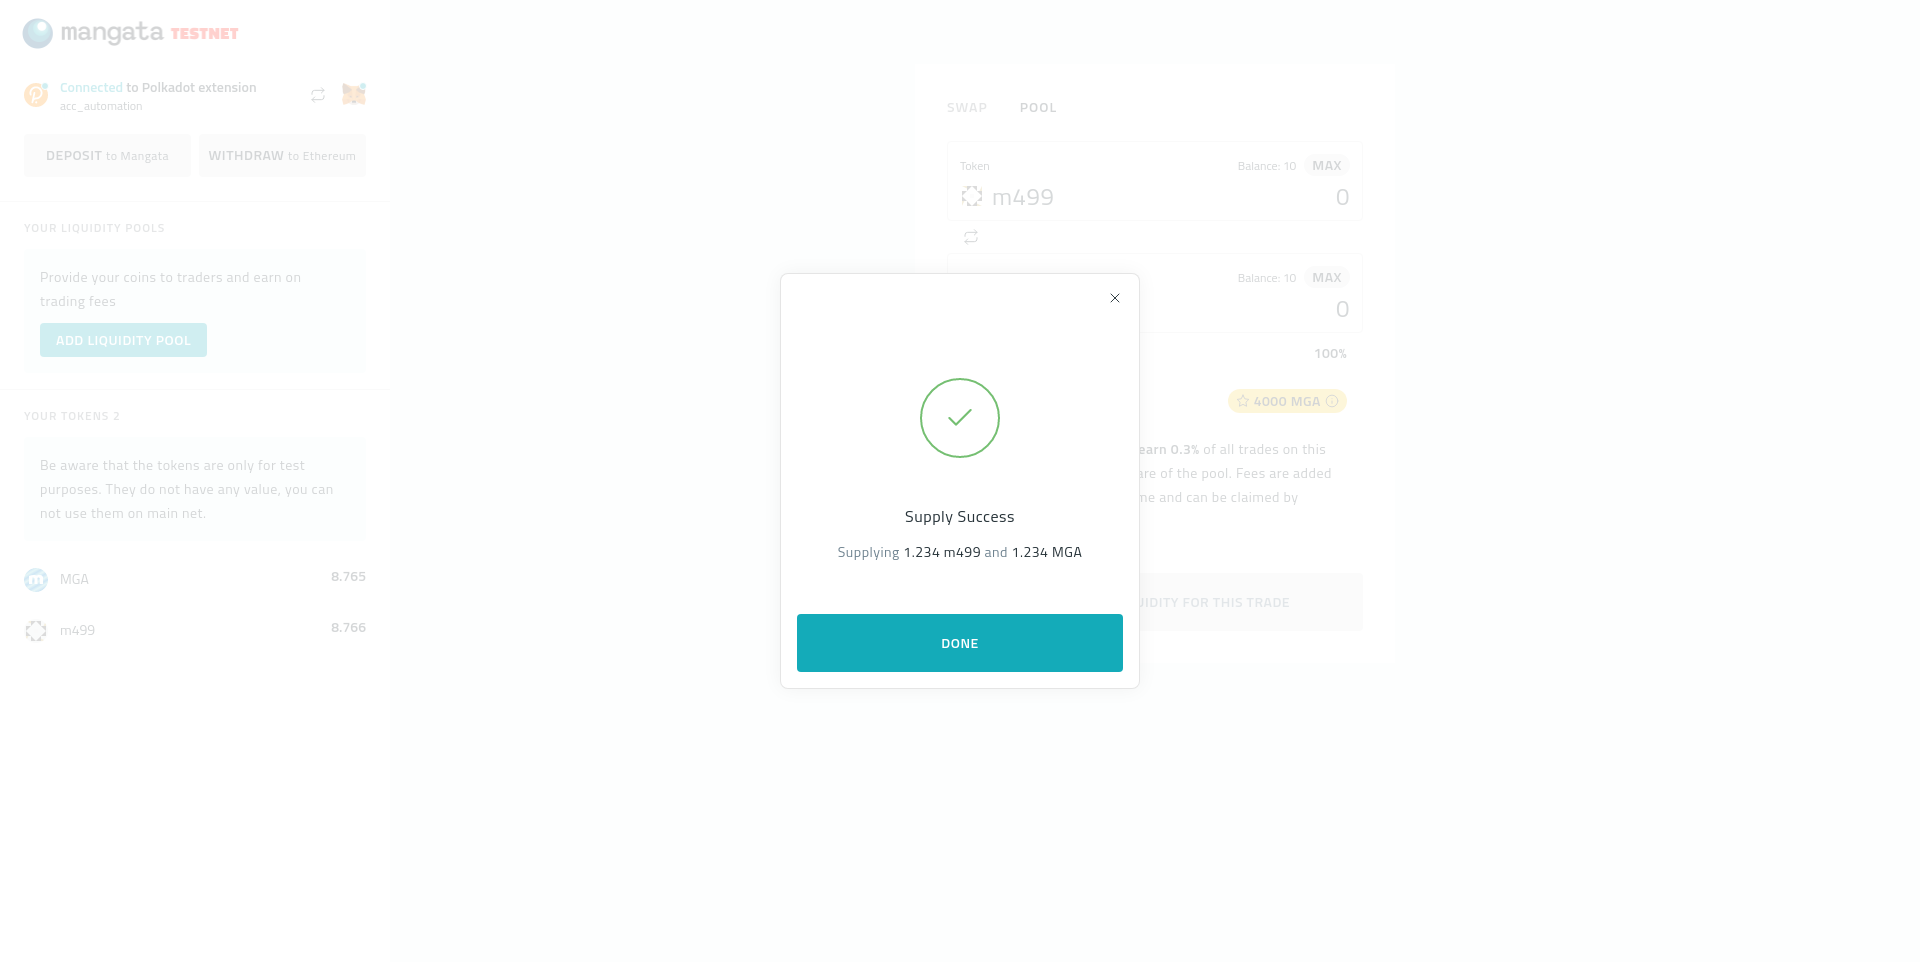 mangata TESTNET
Connected to Polkadot extension
acc_automation
DEPOSIT to Mangata
WITHDRAW to Ethereum
YOUR LIQUIDITY POOLS
Provide your coins to traders and earn on
trading fees
ADD LIQUIDITY POOL
YOUR TOKENS 2
Be aware that the tokens are only for test
purposes. They do not have any value, you can
not use them on main net.
MGA 8.765
m499 8.766
SWAP POOL
Token Balance: 10 MAX
m499 0
Balance: 10 MAX
0
100%
4000 MGA
earn 0.3% of all trades on this
of the pool. Fees are added
and can be claimed by
FOR THIS TRADE
Supply Success
Supplying 1.234 m499 and 1.234 MGA
DONE